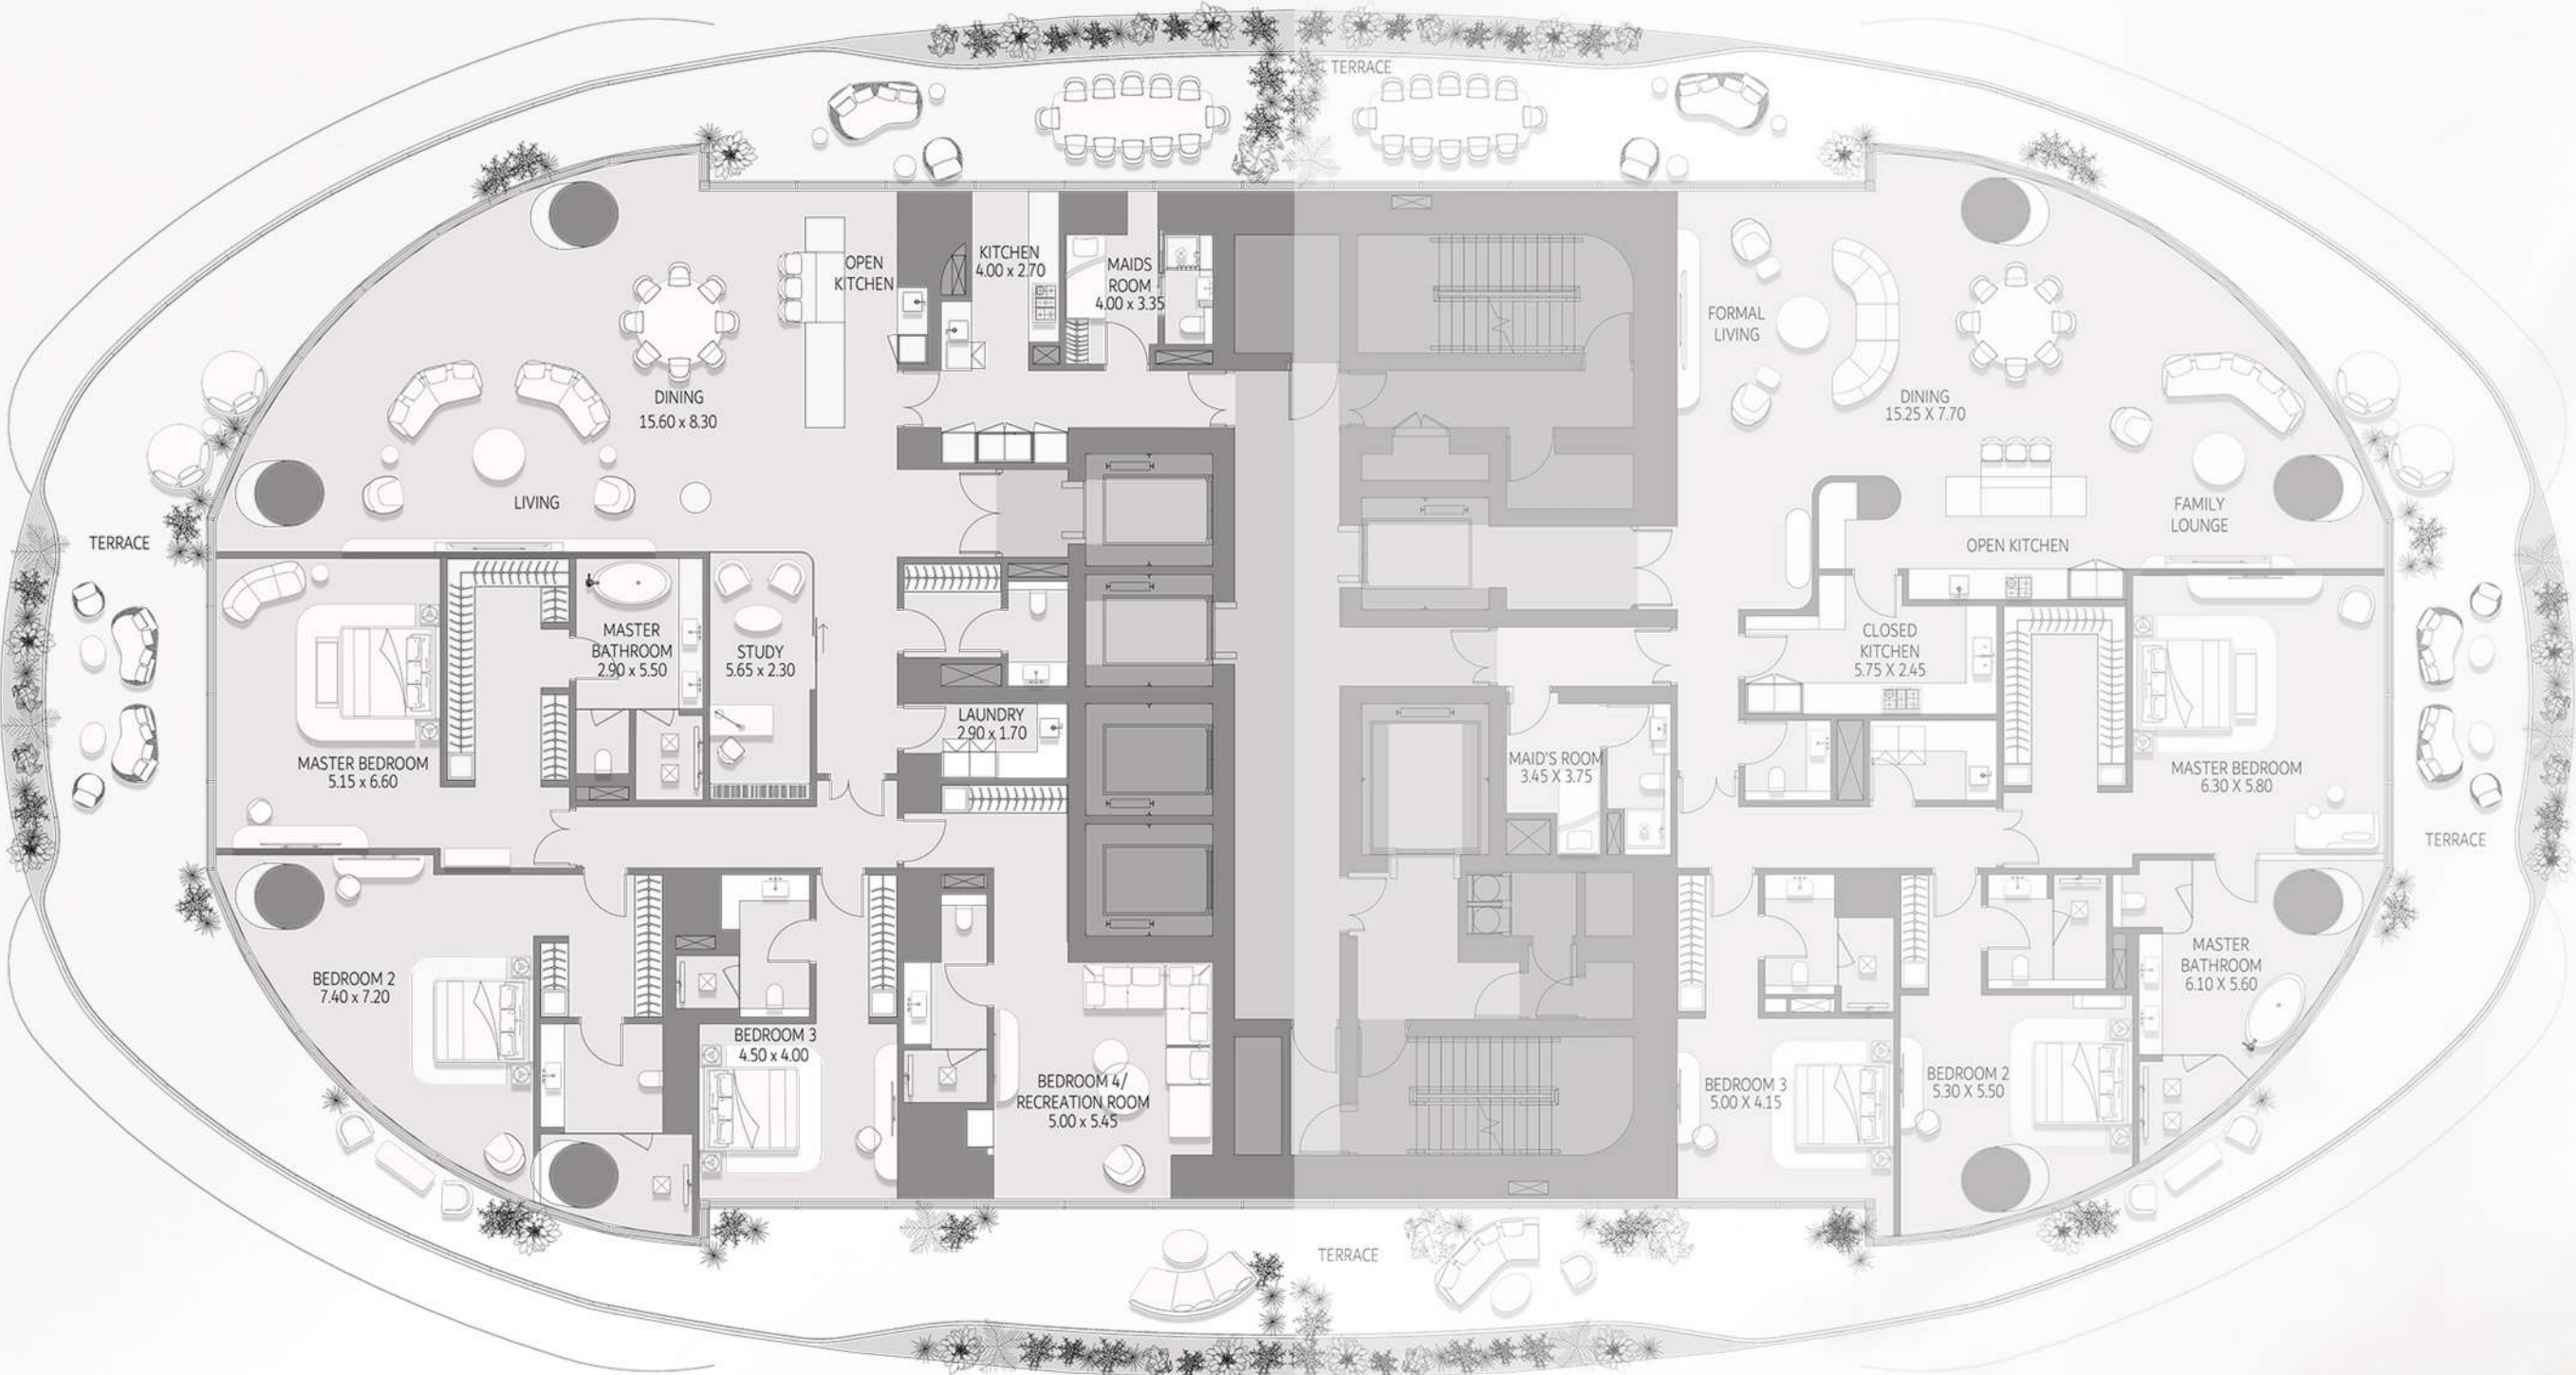 TERRACE
OPEN
KITCHEN
KITCHEN
4.00 x 2.70
MAIDS
ROOM
4.00 x 3.35
DINING
15.60 x 8.30
LIVING
TERRACE
MASTER
BATHROOM
2.90 x 5.50
STUDY
5.65 x 2.30
MASTER BEDROOM
5.15 x 6.60
LAUNDRY
2.90 x 1.70
BEDROOM 2
7.40 x 7.20
BEDROOM 3
4.50 x 4.00
BEDROOM 4/
RECREATION ROOM
5.00 x 5.45
FORMAL
LIVING
DINING
15.25 X 7.70
FAMILY
LOUNGE
OPEN KITCHEN
CLOSED
KITCHEN
5.75 X 2.45
MAID'S ROOM
3.45 X 3.75
MASTER BEDROOM
6.30 X 5.80
TERRACE
MASTER
BATHROOM
6.10 X 5.60
BEDROOM 3
5.00 X 4.15
BEDROOM 2
5.30 X 5.50
TERRACE